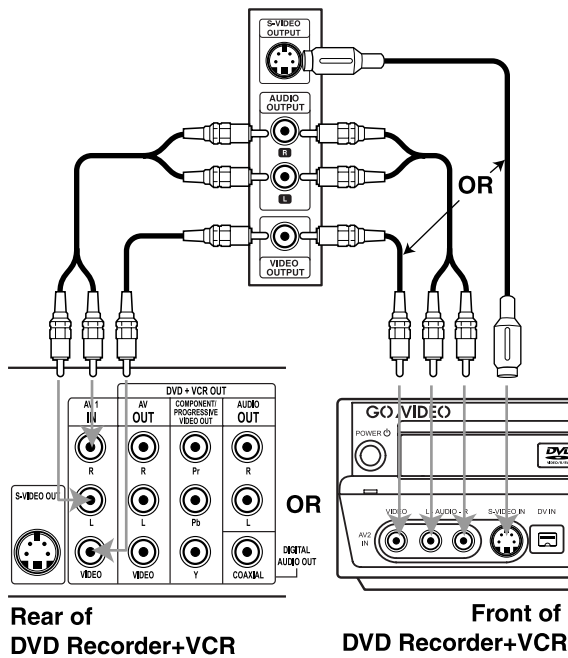 S-VIDEO
OUTPUT
AUDIO
OUTPUT
R
L
VIDEO
OUTPUT
OR
DVD + VCR OUT
AV 1
IN
AV
OUT
COMPONENT/
PROGRESSIVE
VIDEO OUT
AUDIO
OUT
R
R
Pr
R
S-VIDEO OUT
L
L
Pb
L
VIDEO
VIDEO
Y
COAXIAL
DIGITAL
AUDIO OUT
OR
GO VIDEO
POWER
DVD
VIDEO
L - AUDIO - R
S-VIDEO IN
DV IN
AV2
IN
Rear of
DVD Recorder+VCR
Front of
DVD Recorder+VCR